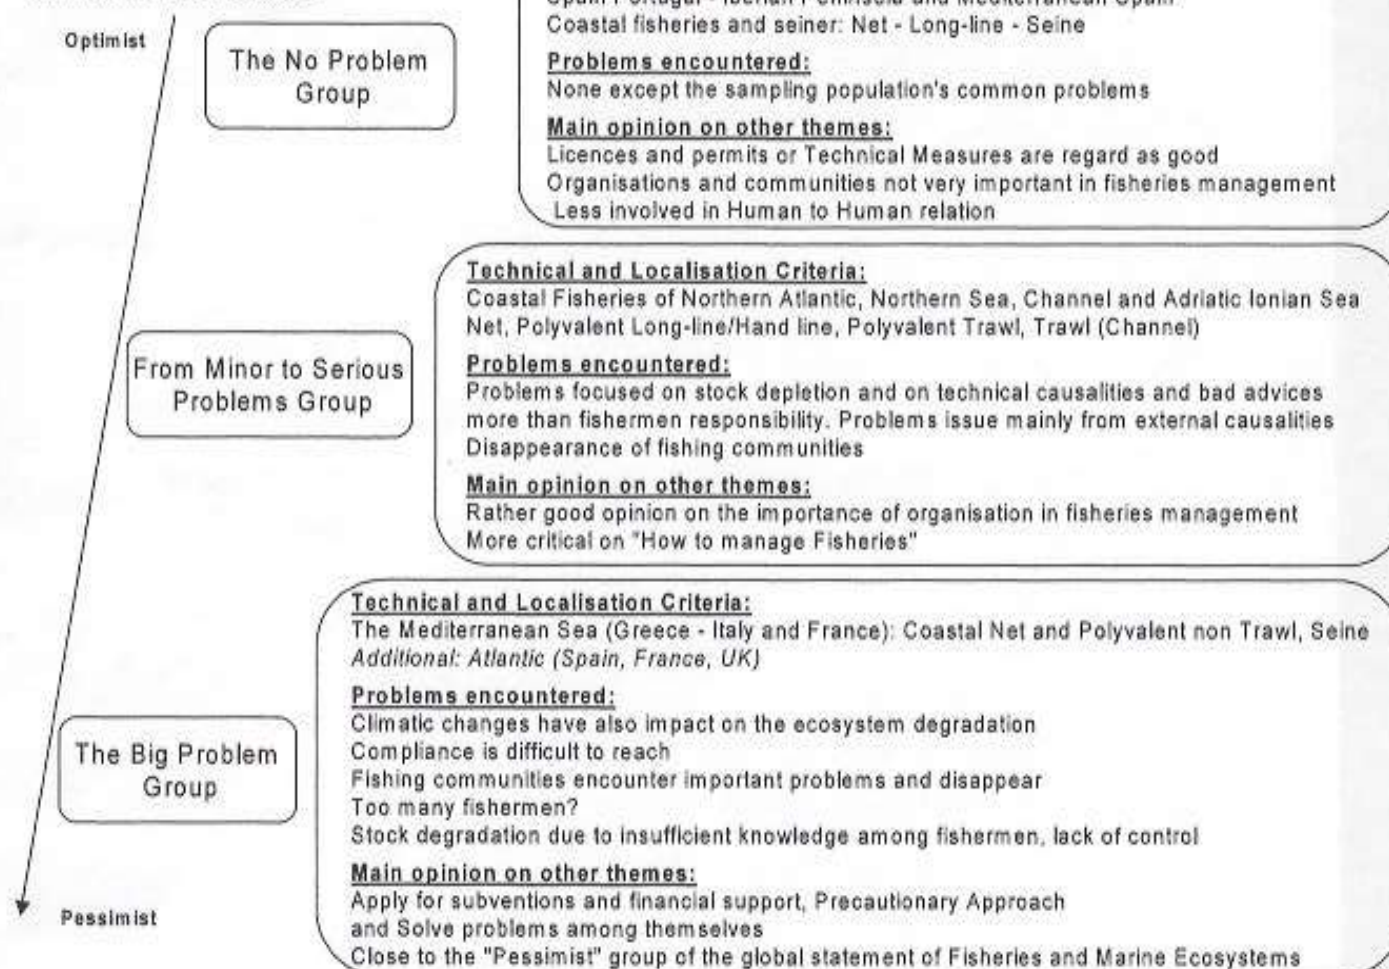 Optimist
The No Problem
Group
Spain Portugal - Iberian Peninsela and Mediterranean Spain
Coastal fisheries and seiner: Net - Long-line - Seine
Problems encountered:
None except the sampling population's common problems
Main opinion on other themes:
Licences and permits or Technical Measures are regard as good
Organisations and communities not very important in fisheries management
Less involved in Human to Human relation
From Minor to Serious
Problems Group
Technical and Localisation Criteria:
Coastal Fisheries of Northern Atlantic, Northern Sea, Channel and Adriatic Ionian Sea
Net, Polyvalent Long-line/Hand line, Polyvalent Trawl, Trawl (Channel)
Problems encountered:
Problems focused on stock depletion and on technical causalities and bad advices
more than fishermen responsibility. Problems issue mainly from external causalities
Disappearance of fishing communities
Main opinion on other themes:
Rather good opinion on the importance of organisation in fisheries management
More critical on "How to manage Fisheries"
The Big Problem
Group
Technical and Localisation Criteria:
The Mediterranean Sea (Greece - Italy and France): Coastal Net and Polyvalent non Trawl, Seine
Additional: Atlantic (Spain, France, UK)
Problems encountered:
Climatic changes have also impact on the ecosystem degradation
Compliance is difficult to reach
Fishing communities encounter important problems and disappear
Too many fishermen?
Stock degradation due to insufficient knowledge among fishermen, lack of control
Main opinion on other themes:
Apply for subventions and financial support, Precautionary Approach
and Solve problems among themselves
Close to the "Pessimist" group of the global statement of Fisheries and Marine Ecosystems
Pessimist